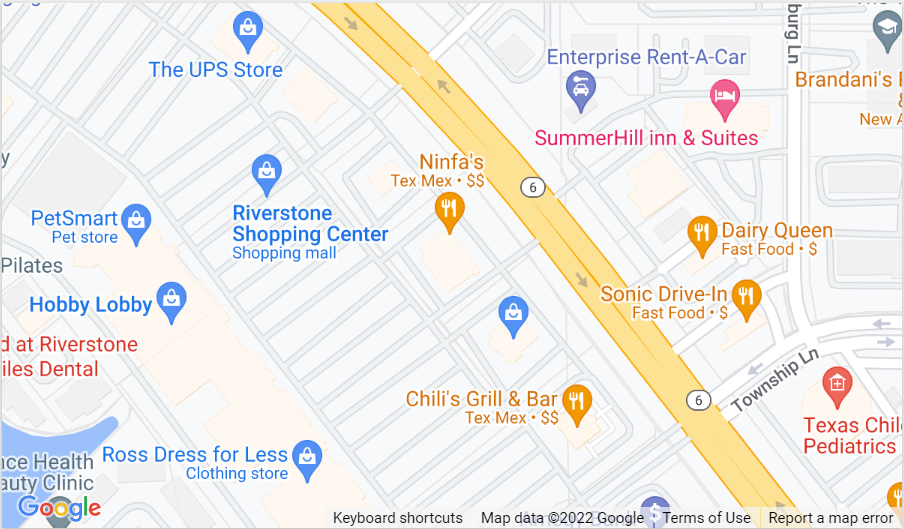 The UPS Store
Enterprise Rent-A-Car
burg Ln
Brandani's
&
New A
SummerHill inn & Suites
Ninfa's
Tex Mex • $$
6
Riverstone
Shopping Center
Shopping mall
PetSmart
Pet store
Pilates
Dairy Queen
Fast Food • $
Hobby Lobby
Sonic Drive-In
Fast Food • $
d at Riverstone
iles Dental
Township Ln
6
Chili's Grill & Bar
Tex Mex • $$
Texas Chil
Pediatrics
Ross Dress for Less
Clothing store
nce Health
auty Clinic
Google
Keyboard shortcuts
Map data ©2022 Google
Terms of Use
Report a map error